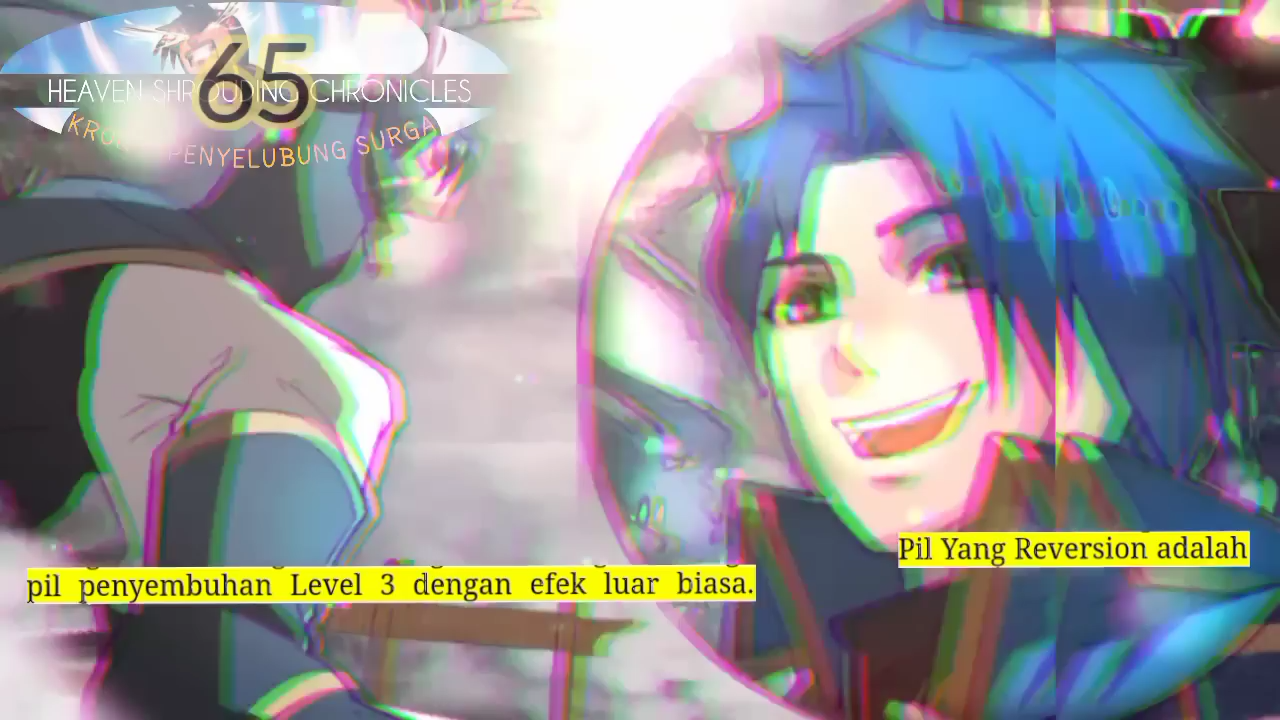 65
HEAVEN SHROUDING CHRONICLES
PENYELUBUNG SURGA
Pil Yang Reversion adalah
pil penyembuhan Level 3 dengan efek luar biasa.